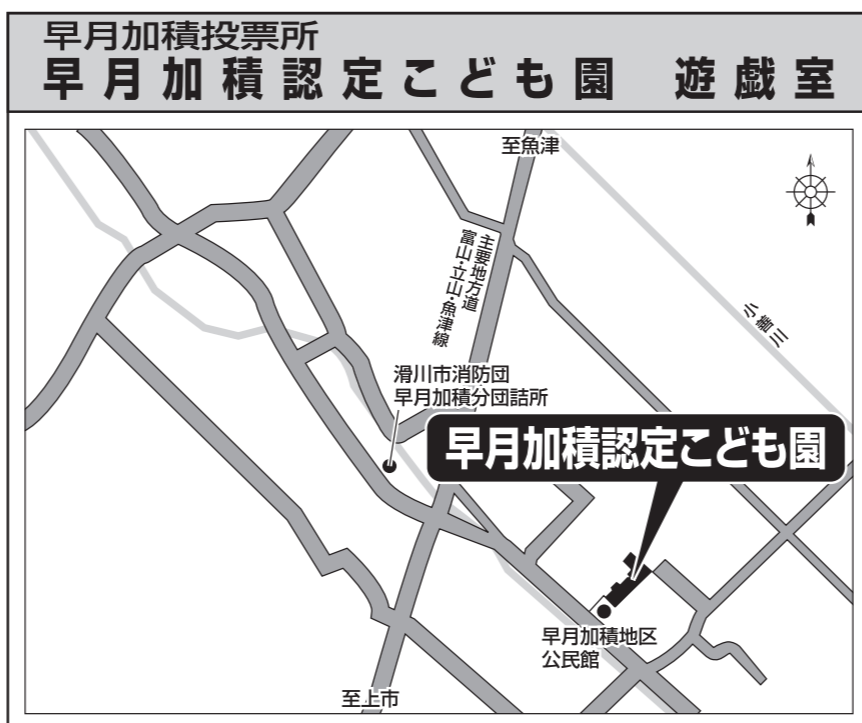 早月加積投票所
早月加積認定こども園　遊戯室
至魚津
主要地方道
富山・立山・魚津線
小善川
滑川市消防団
早月加積分団詰所
早月加積認定こども園
早月加積地区
公民館
至上市